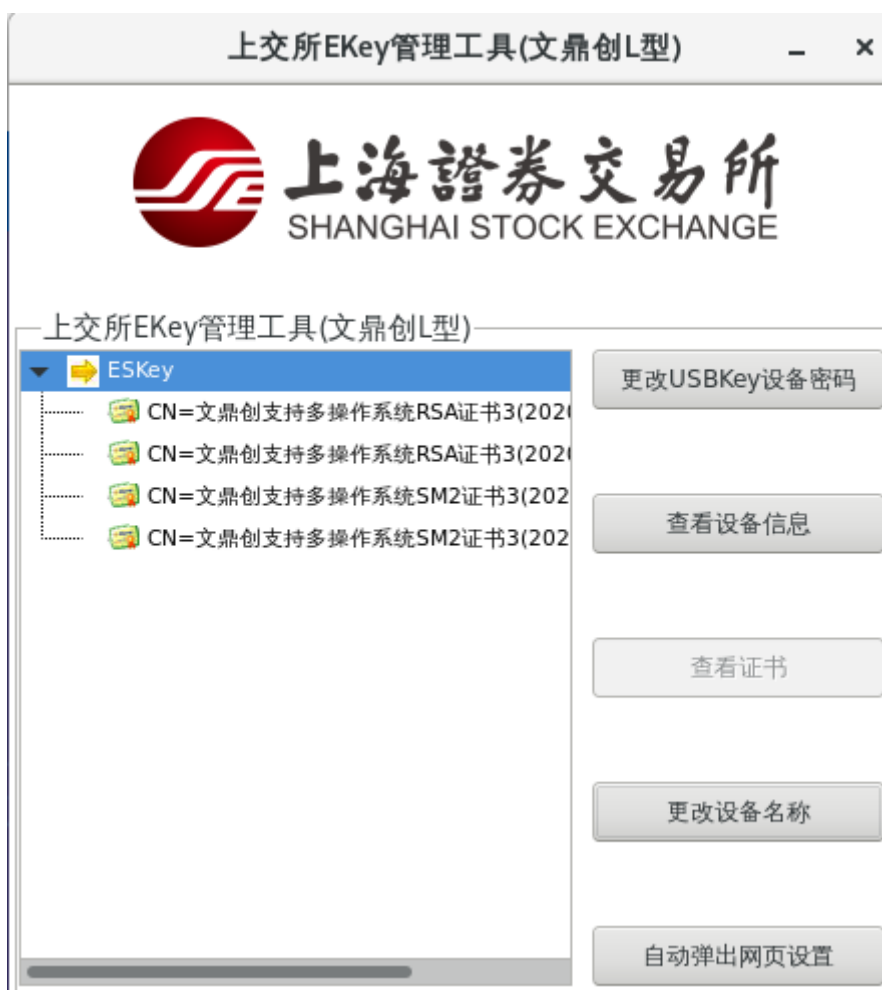 上交所EKey管理工具(文鼎创L型)
上海證券交易所
SHANGHAI STOCK EXCHANGE
上交所EKey管理工具(文鼎创L型)
ESKey
更改USBKey设备密码
CN=文鼎创支持多操作系统RSA证书3(202
CN=文鼎创支持多操作系统RSA证书3(202
CN=文鼎创支持多操作系统SM2证书3(202
CN=文鼎创支持多操作系统SM2证书3(202
查看设备信息
查看证书
更改设备名称
自动弹出网页设置